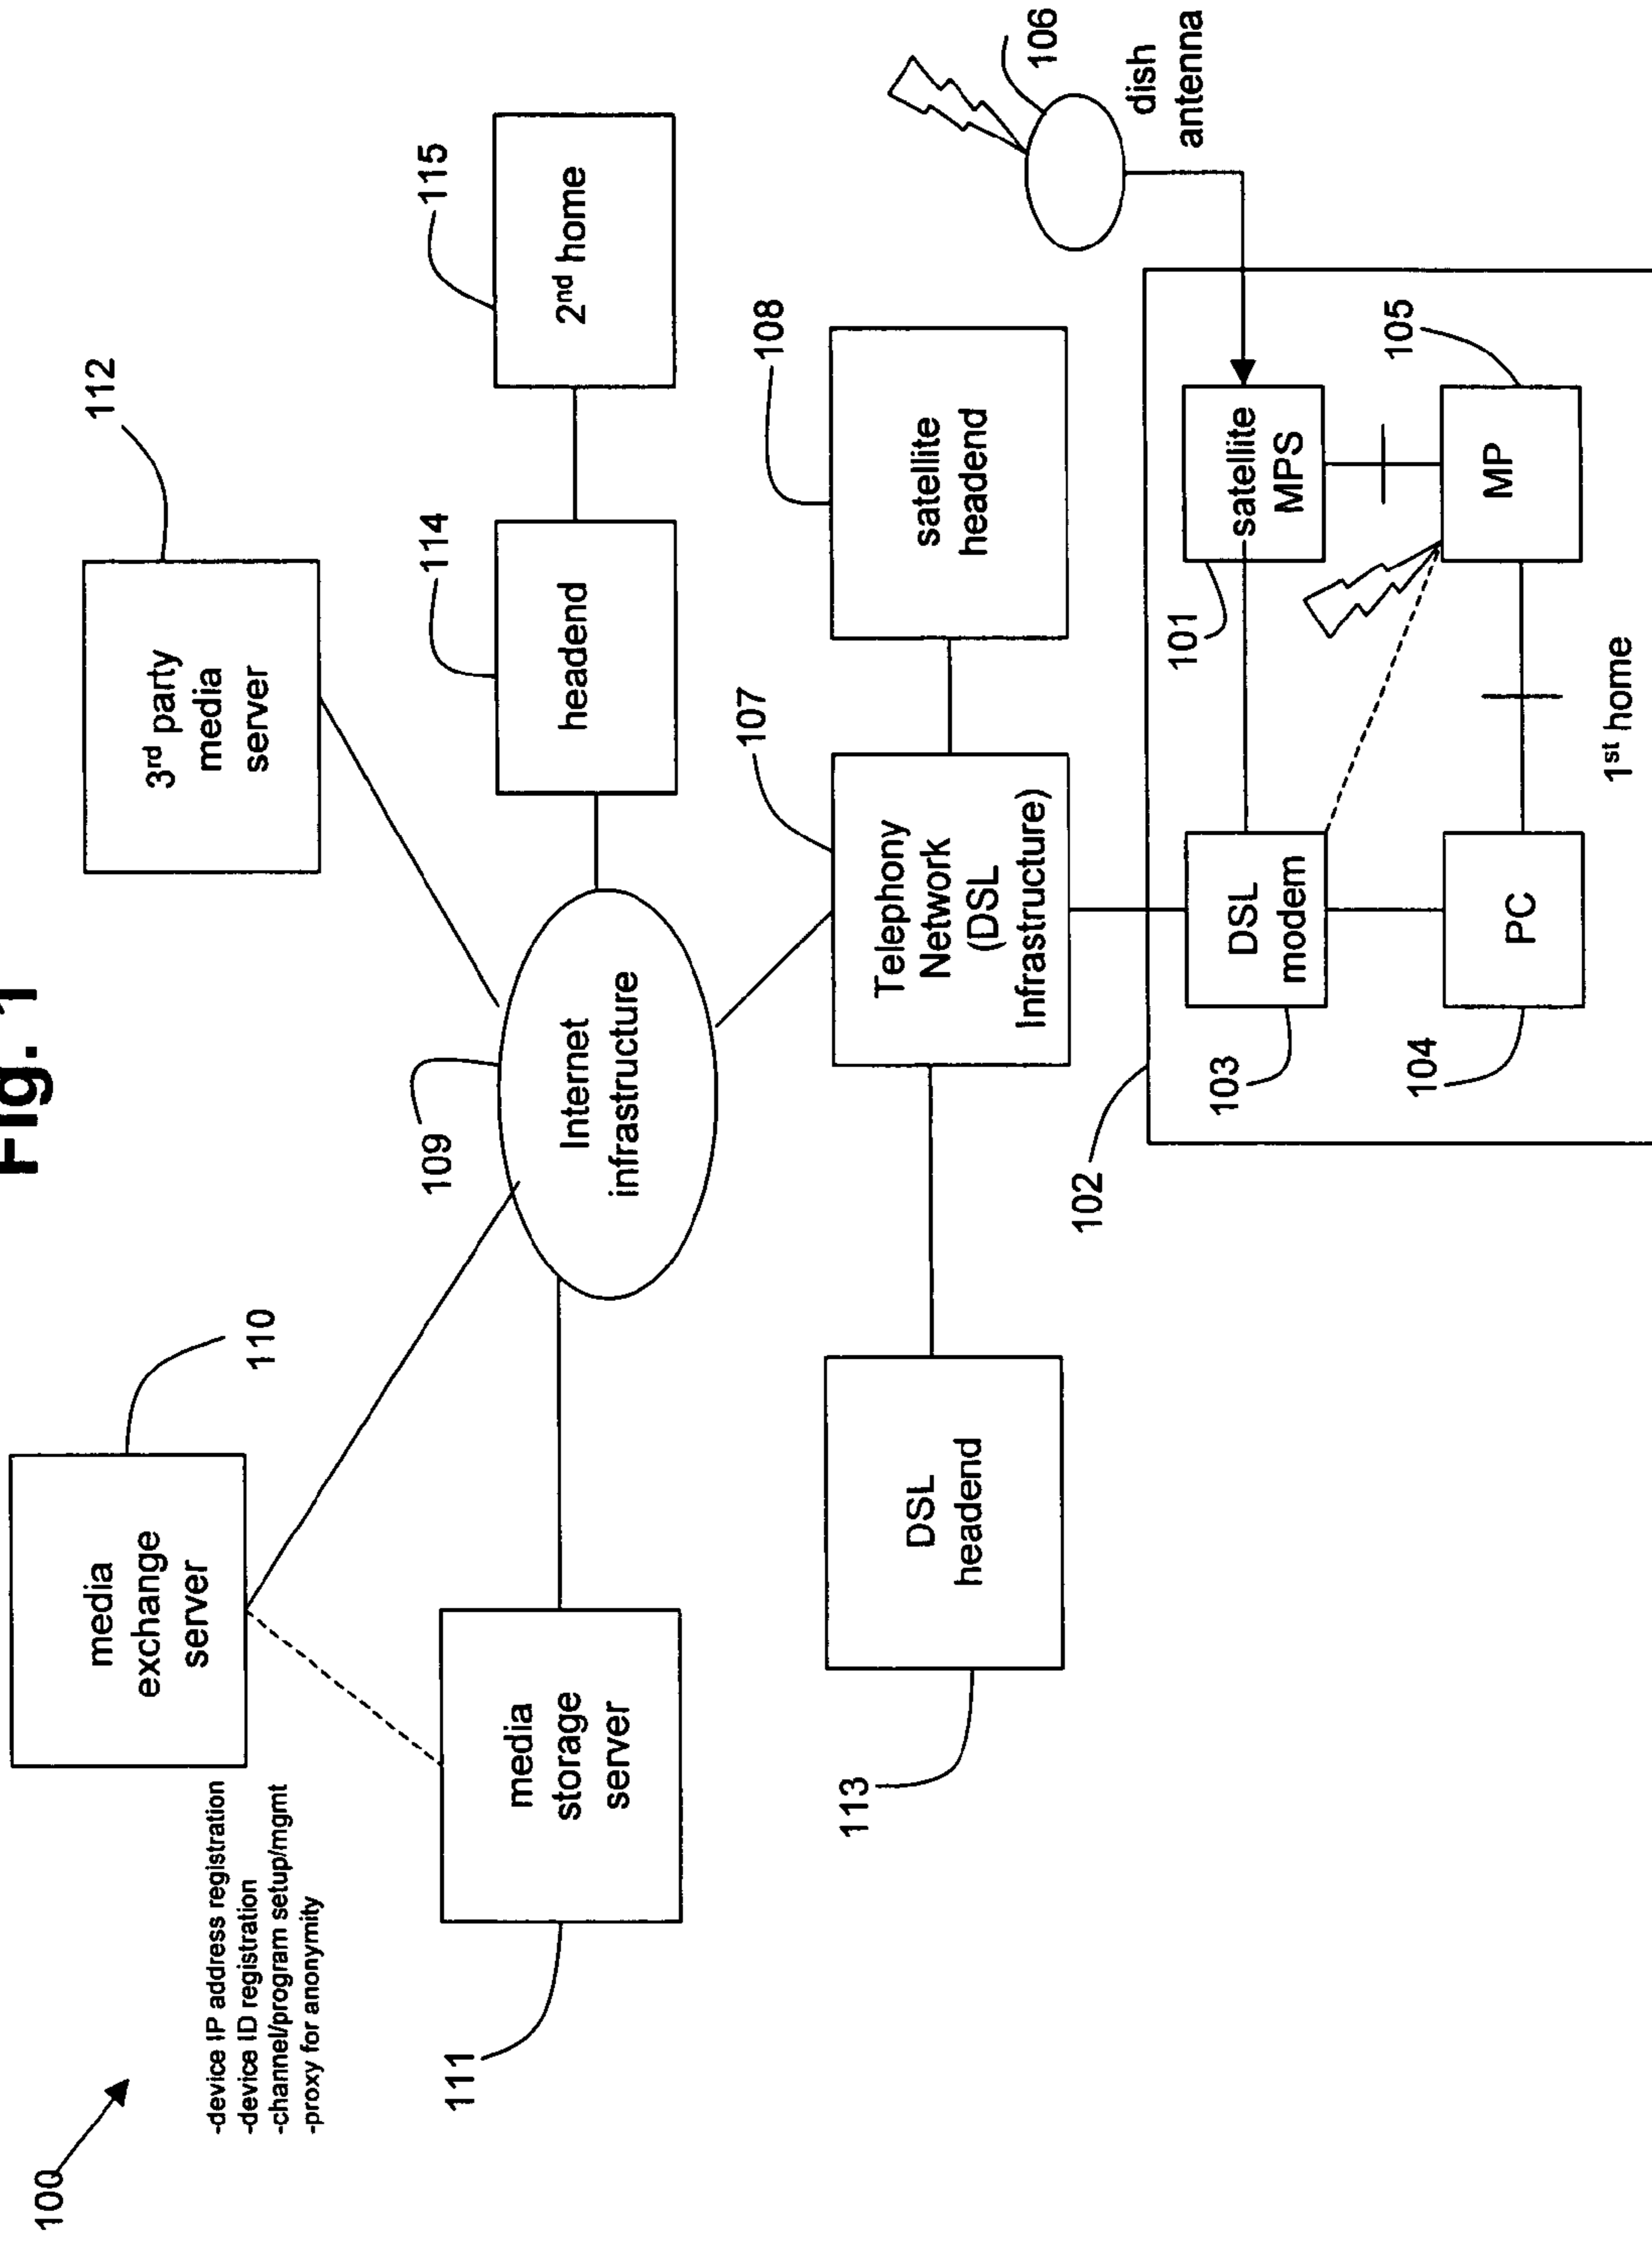 Fig. 1
100
-device IP address registration
-device ID registration
-channel/program setup/mgmt
-proxy for anonymity
media
exchange
server
110
3rd party
media
server
112
media
storage
server
111
109
Internet
infrastructure
headend
114
2nd home
115
DSL
headend
113
Telephony
Network
(DSL
Infrastructure)
107
satellite
headend
108
106
dish
antenna
102
DSL
modem
103
satellite
MPS
101
PC
104
MP
105
1st home